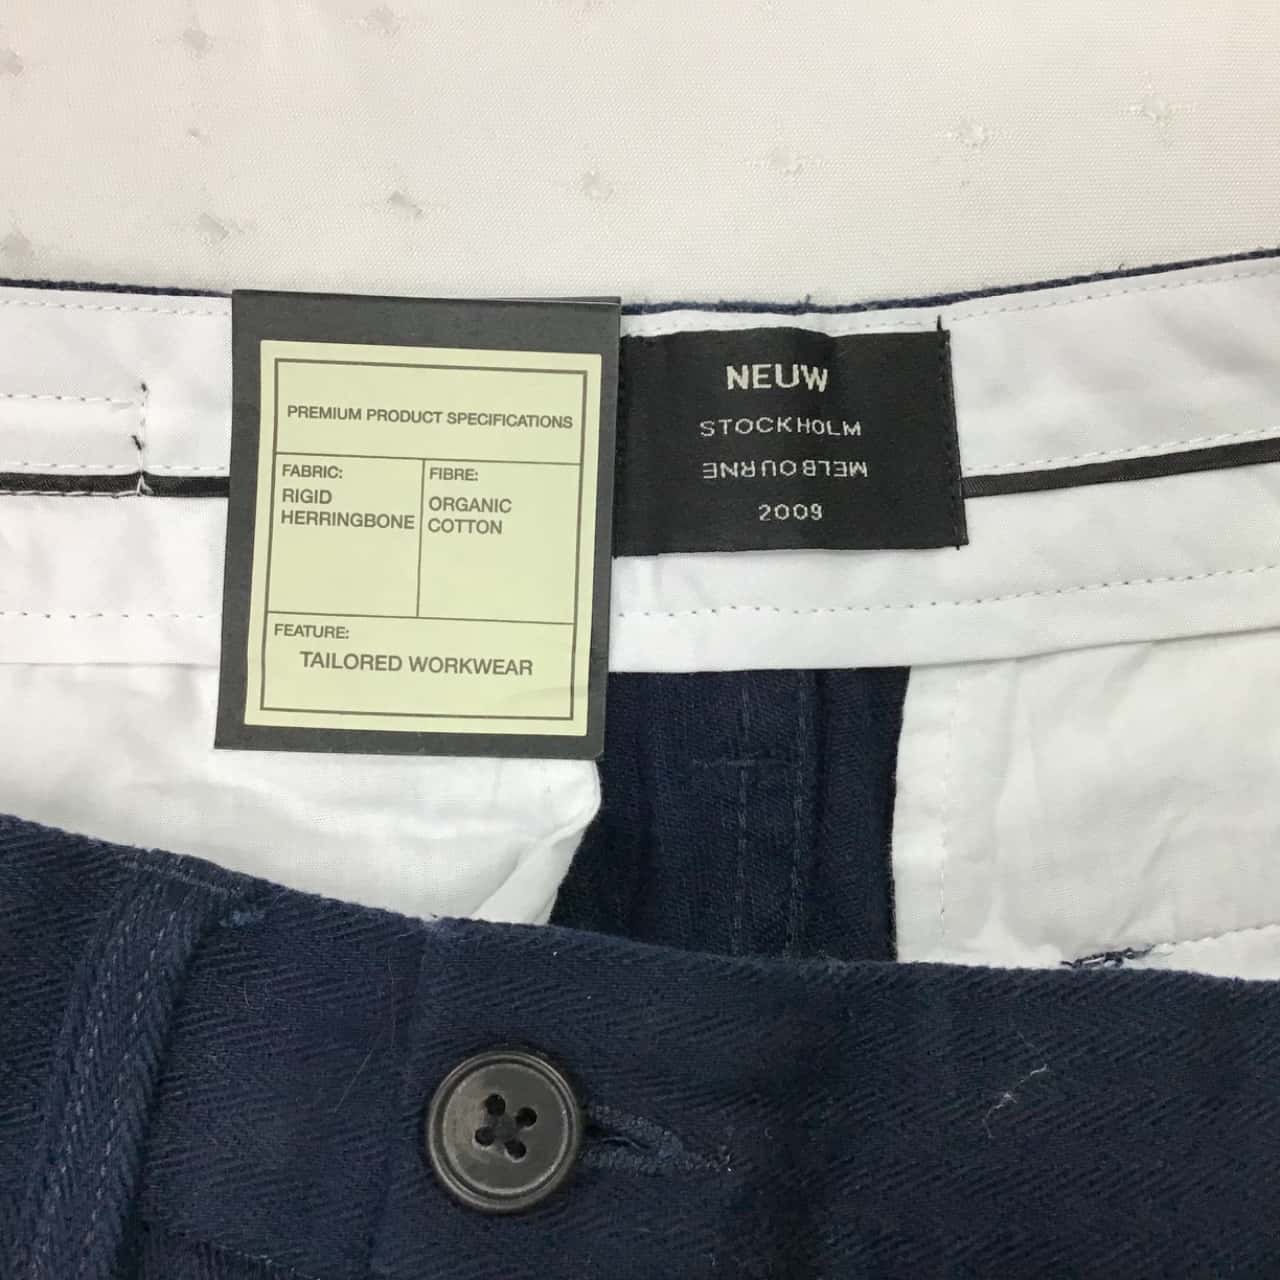 PREMIUM PRODUCT SPECIFICATIONS
FABRIC:
RIGID
HERRINGBONE
FIBRE:
ORGANIC
COTTON
FEATURE:
TAILORED WORKWEAR
NEUW
STOCKHOLM
MELBOURNE
2009